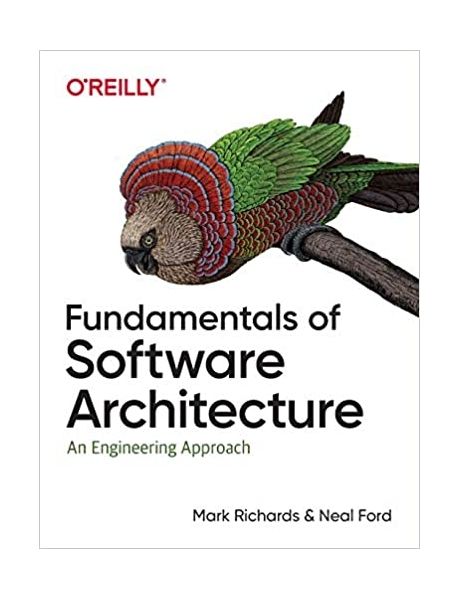 O'REILLY®
Fundamentals of
Software
Architecture
An Engineering Approach
Mark Richards & Neal Ford